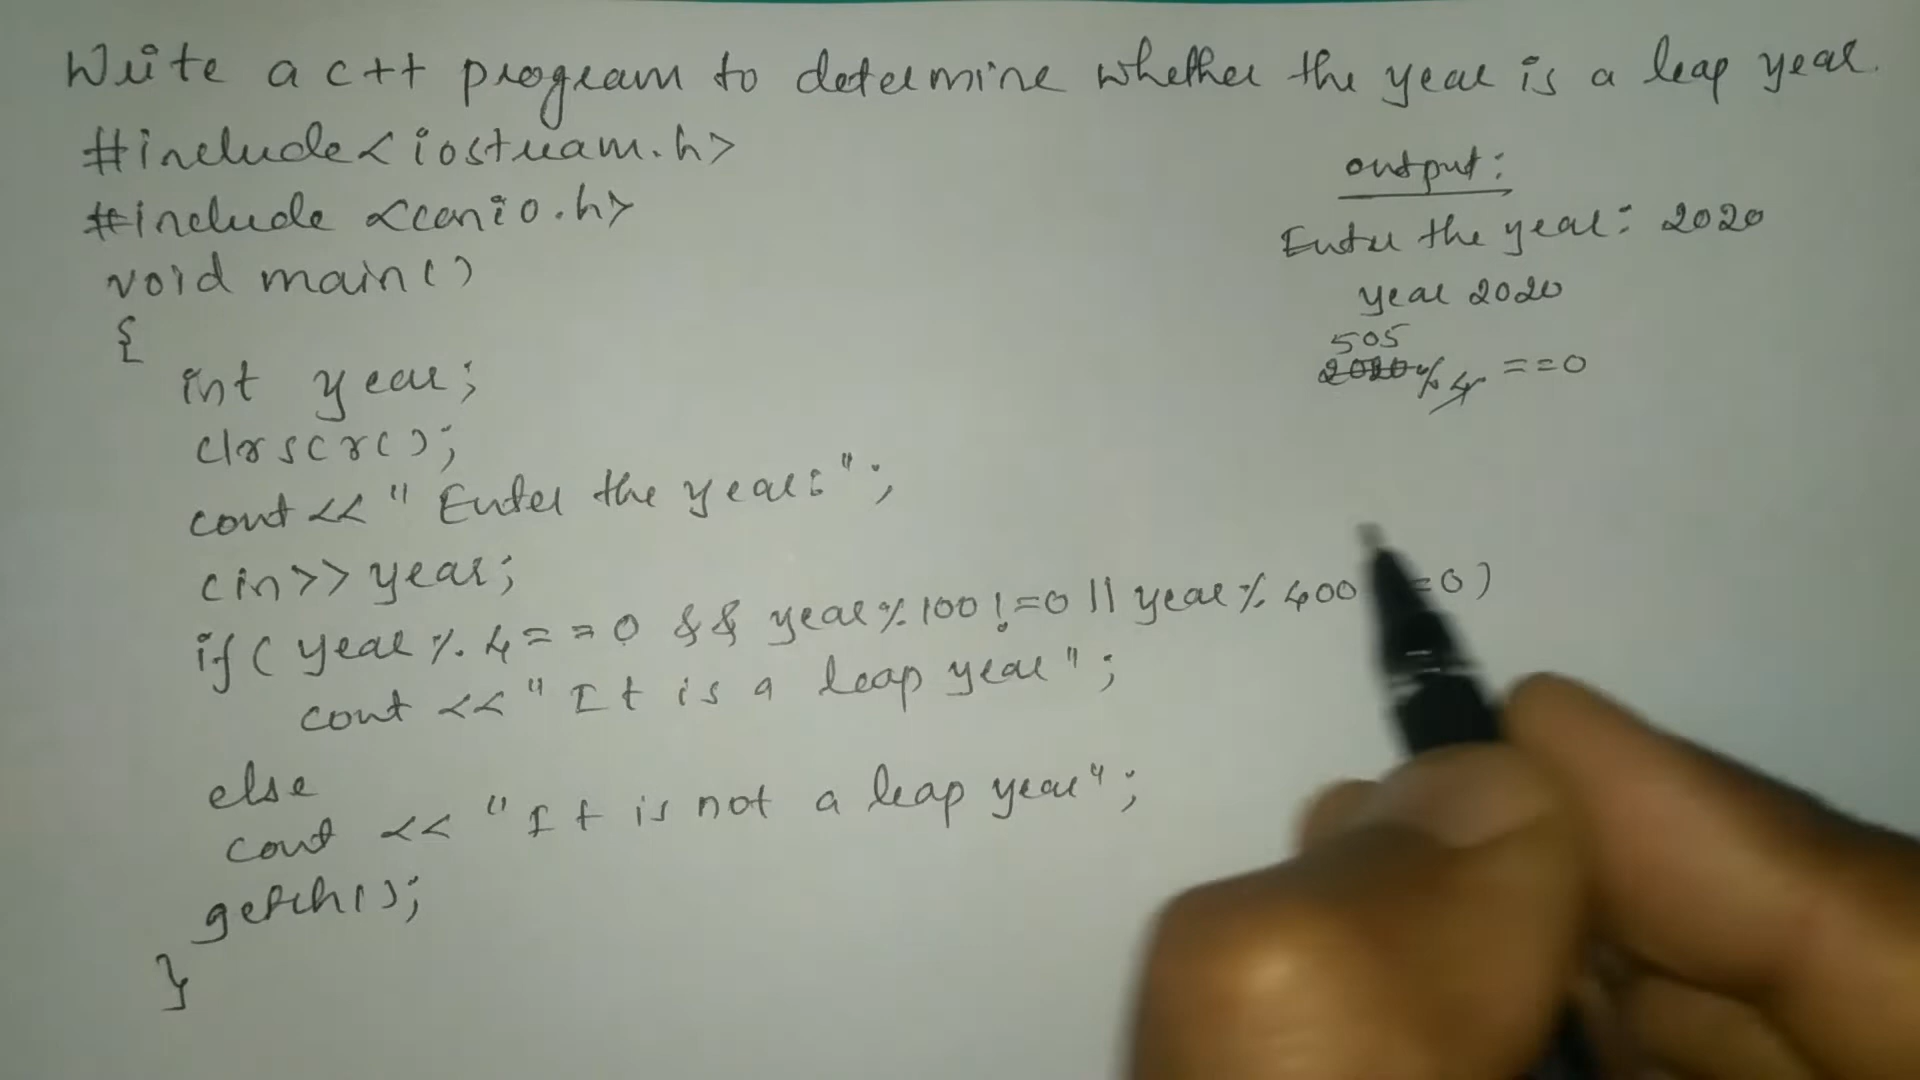 Write a c++ program to determine whether the year is a leap year.
#include<iostream.h>
#include <conio.h>
void main()
{
int year;
clrscr();
cout<<"Enter the year:";
cin>>year;
if(year%4==0 && year%100!=0||year%400 =0)
cout <<"It is a leap year";
else
cout <<"It is not a leap year";
getch();
}
output:
Enter the year: 2020
year 2020
505
2020%4 ==0